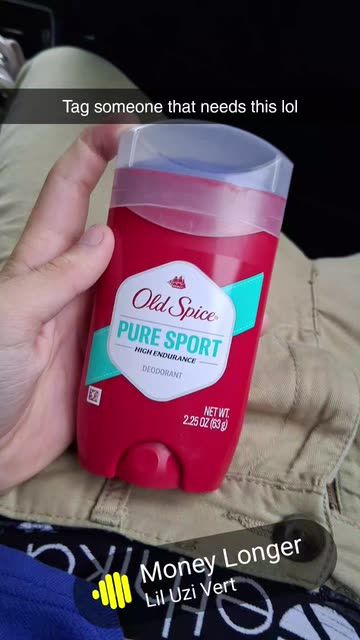 Tag someone that needs this lol
Old Spice
PURE SPORT
HIGH ENDURANCE
DEODORANT
NET WT.
2.25 OZ (63 g)
Money Longer
Lil Uzi Vert